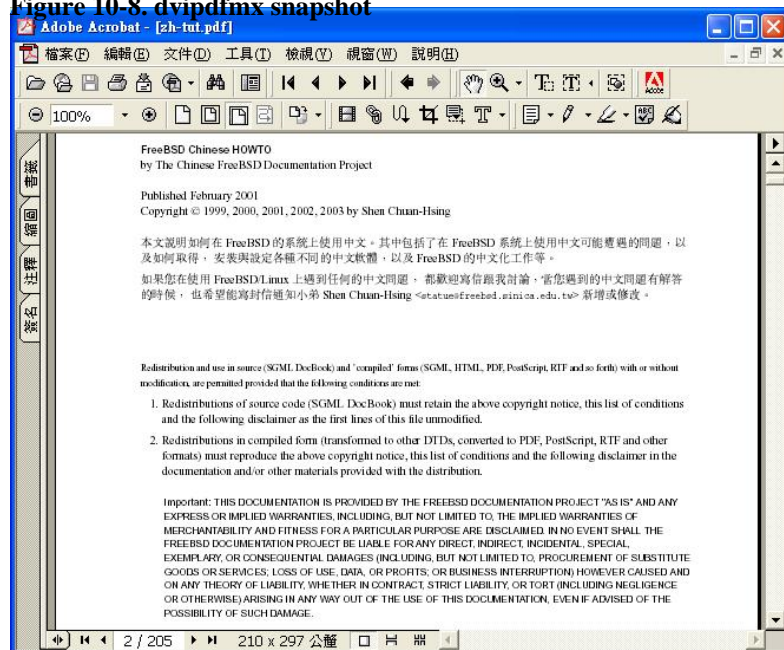 Figure 10-8. dvipdfmx snapshot
Adobe Acrobat - [zh-tut.pdf]
檔案(F) 編輯(E) 文件(D) 工具(T) 檢視(V) 視窗(W) 說明(H)
Adobe
100%
書籤
縮圖
註釋
簽名
FreeBSD Chinese HOWTO
by The Chinese FreeBSD Documentation Project
Published February 2001
Copyright © 1999, 2000, 2001, 2002, 2003 by Shen Chuan-Hsing
本文說明如何在 FreeBSD 的系統上使用中文。其中包括了在 FreeBSD 系統上使用中文可能遭遇的問題，以
及如何取得， 安裝與設定各種不同的中文軟體，以及 FreeBSD 的中文化工作等。
如果您在使用 FreeBSD/Linux 上遇到任何的中文問題， 都歡迎寫信跟我討論，當您遇到的中文問題有解答
的時候， 也希望能寫封信通知小弟 Shen Chuan-Hsing <statue@freebsd.sinica.edu.tw> 新增或修改。
Redistribution and use in source (SGML DocBook) and 'compiled' forms (SGML, HTML, PDF, PostScript, RTF and so forth) with or without
modification, are permitted provided that the following conditions are met:
1. Redistributions of source code (SGML DocBook) must retain the above copyright notice, this list of conditions
and the following disclaimer as the first lines of this file unmodified.
2. Redistributions in compiled form (transformed to other DTDs, converted to PDF, PostScript, RTF and other
formats) must reproduce the above copyright notice, this list of conditions and the following disclaimer in the
documentation and/or other materials provided with the distribution.
Important: THIS DOCUMENTATION IS PROVIDED BY THE FREEBSD DOCUMENTATION PROJECT "AS IS" AND ANY
EXPRESS OR IMPLIED WARRANTIES, INCLUDING, BUT NOT LIMITED TO, THE IMPLIED WARRANTIES OF
MERCHANTABILITY AND FITNESS FOR A PARTICULAR PURPOSE ARE DISCLAIMED. IN NO EVENT SHALL THE
FREEBSD DOCUMENTATION PROJECT BE LIABLE FOR ANY DIRECT, INDIRECT, INCIDENTAL, SPECIAL,
EXEMPLARY, OR CONSEQUENTIAL DAMAGES (INCLUDING, BUT NOT LIMITED TO, PROCUREMENT OF SUBSTITUTE
GOODS OR SERVICES; LOSS OF USE, DATA, OR PROFITS; OR BUSINESS INTERRUPTION) HOWEVER CAUSED AND
ON ANY THEORY OF LIABILITY, WHETHER IN CONTRACT, STRICT LIABILITY, OR TORT (INCLUDING NEGLIGENCE
OR OTHERWISE) ARISING IN ANY WAY OUT OF THE USE OF THIS DOCUMENTATION, EVEN IF ADVISED OF THE
POSSIBILITY OF SUCH DAMAGE.
2 / 205 210 x 297 公釐